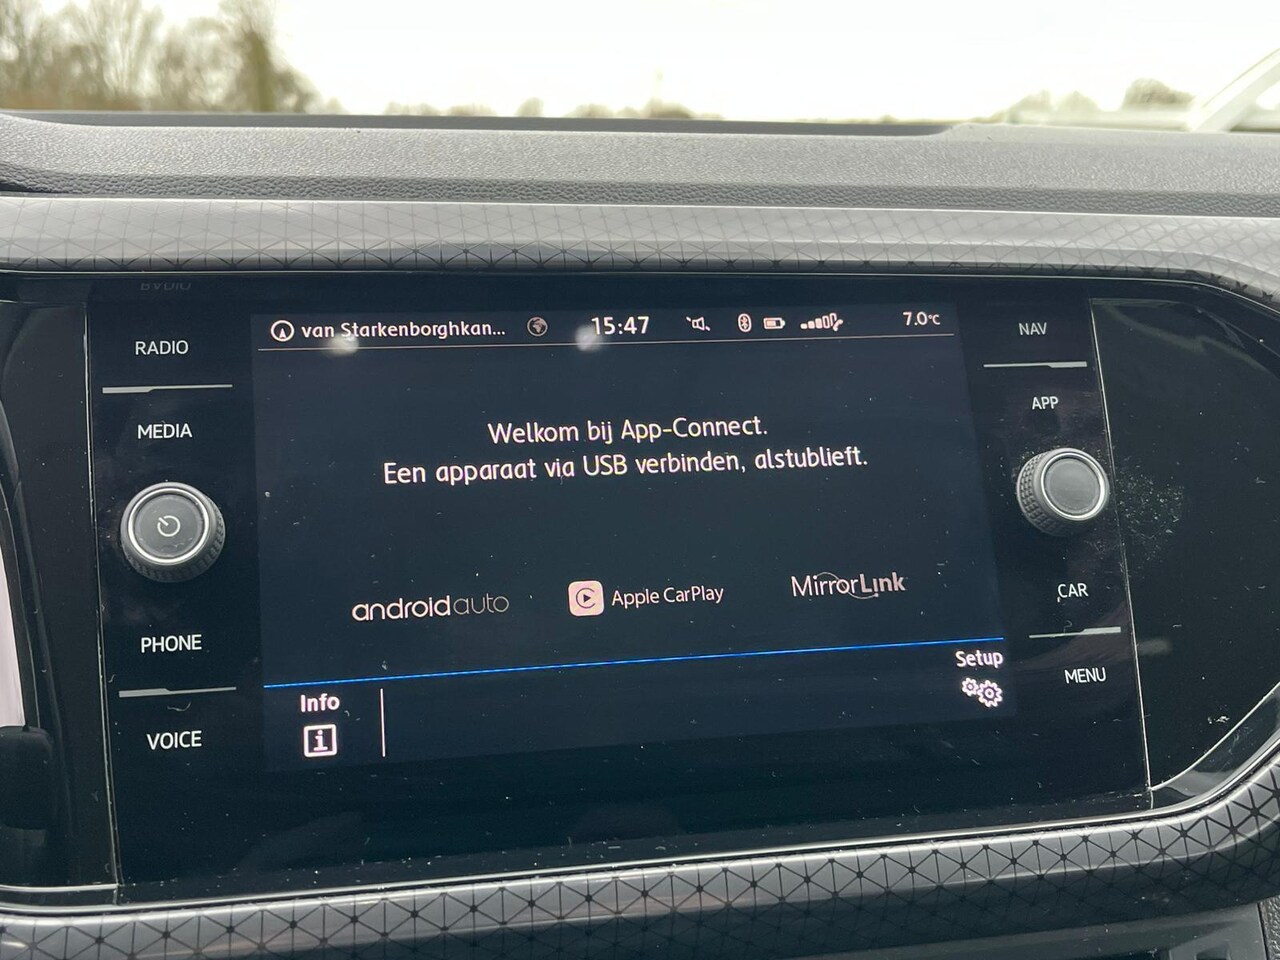 RADIO
MEDIA
PHONE
VOICE
van Starkenborghkan...
15:47
7.0°C
Welkom bij App-Connect.
Een apparaat via USB verbinden, alstublieft.
androidauto
Apple CarPlay
MirrorLink
Info
i
Setup
NAV
APP
CAR
MENU